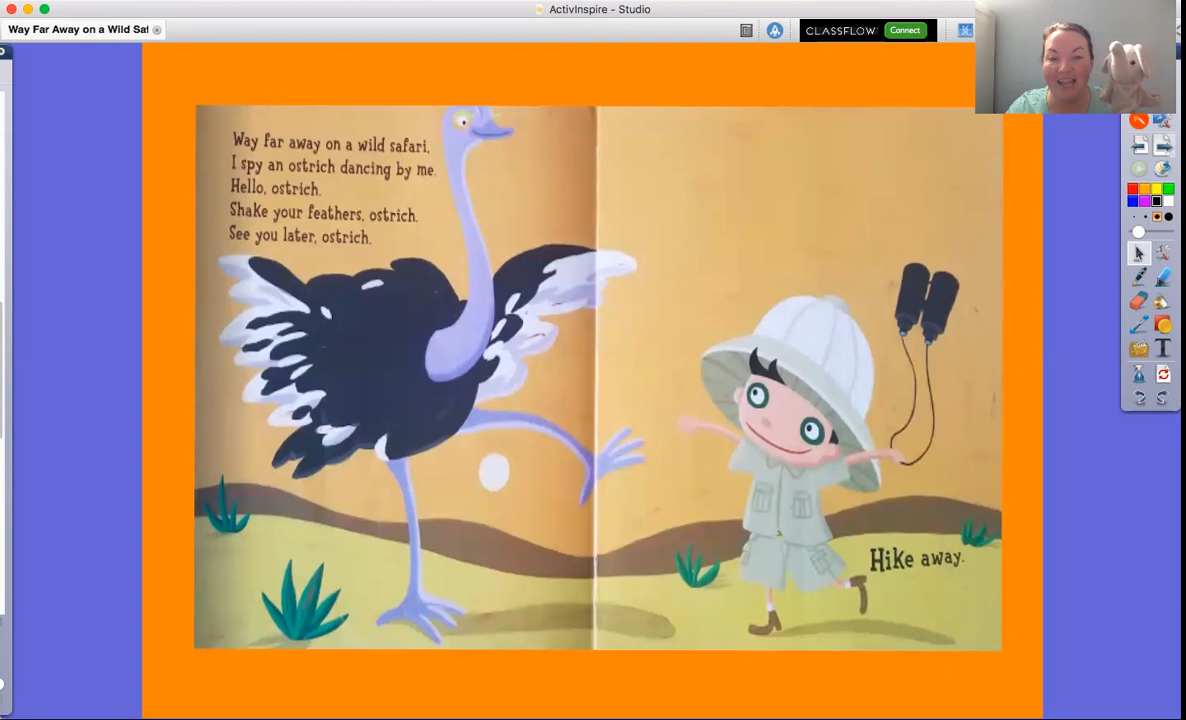 ActivInspire - Studio
Way Far Away on a Wild Saf
CLASSFLOW Connect
Way far away on a wild safari,
I spy an ostrich dancing by me.
Hello, ostrich.
Shake your feathers, ostrich.
See you later, ostrich.
Hike away.
T